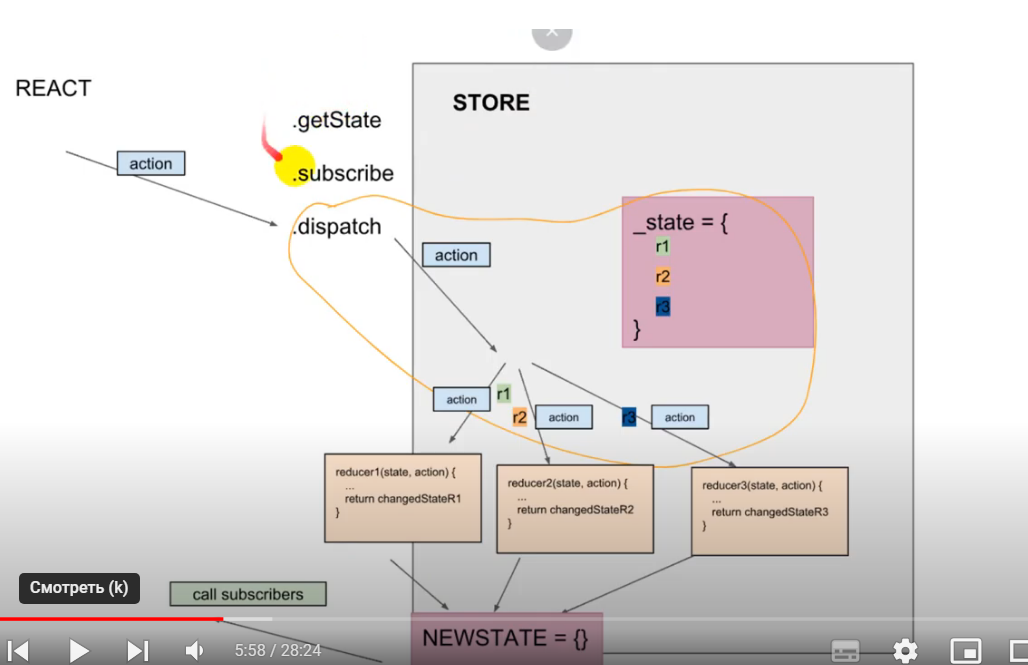 REACT
STORE
.getState
action
.subscribe
.dispatch
_state = {
r1
r2
r3
}
action
action
r1
r2
action
r3
action
reducer1(state, action) {
...
return changedStateR1
}
reducer2(state, action) {
...
return changedStateR2
}
reducer3(state, action) {
...
return changedStateR3
}
Смотреть (k)
call subscribers
NEWSTATE = {}
5:58 / 28:24